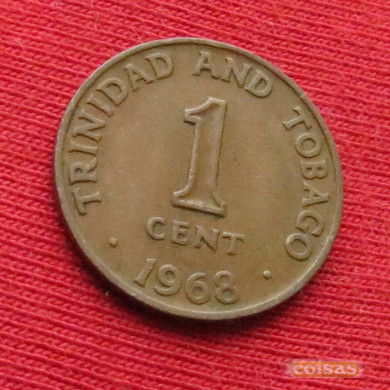 TRINIDAD AND TOBAGO
1
CENT
· 1968 ·
coisas